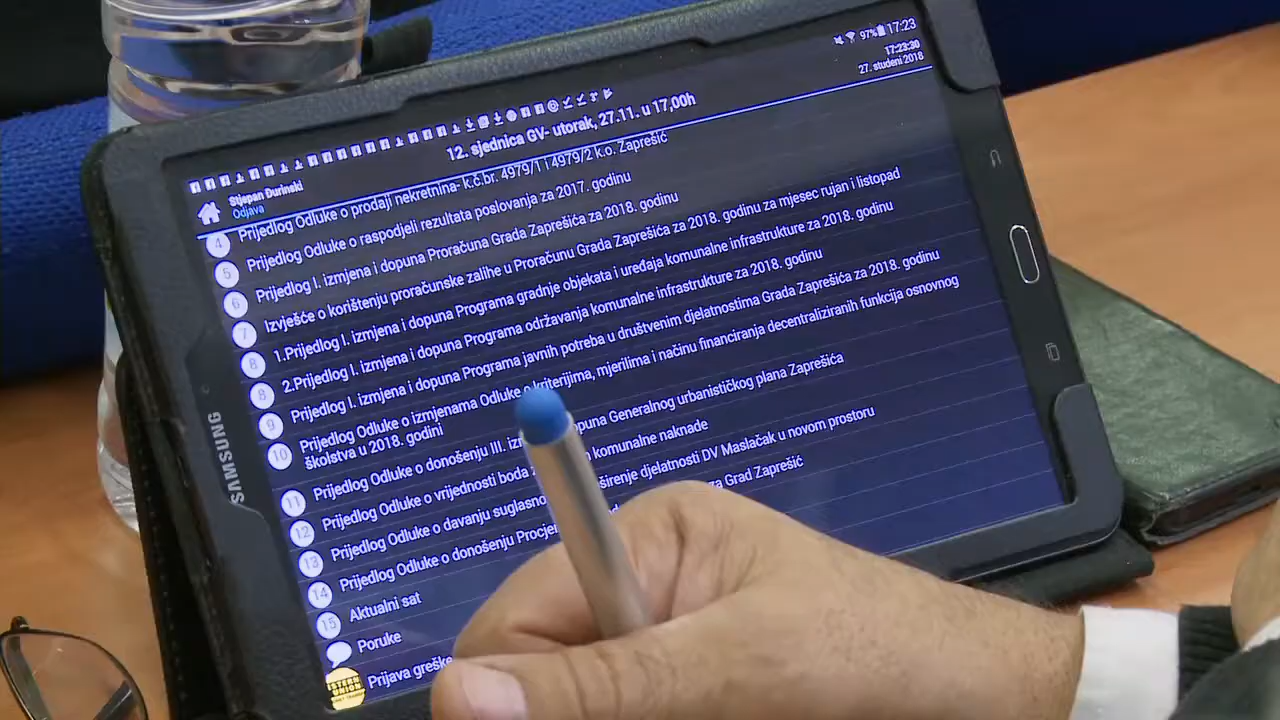 97% 17:23
17:23:30
27. studeni 2018
12. sjednica GV- utorak, 27.11. u 17,00h
Stjepan Đurinski
Odjava
4 Prijedlog Odluke o prodaji nekretnina- k.č.br. 4979/1 i 4979/2 k.o. Zaprešić
5 Prijedlog Odluke o raspodjeli rezultata poslovanja za 2017. godinu
6 Prijedlog I. izmjena i dopuna Proračuna Grada Zaprešića za 2018. godinu
7 Izvješće o korištenju proračunske zalihe u Proračunu Grada Zaprešića za 2018. godinu za mjesec rujan i listopad
8 1.Prijedlog I. izmjena i dopuna Programa gradnje objekata i uređaja komunalne infrastrukture za 2018. godinu
8 2.Prijedlog I. izmjena i dopuna Programa održavanja komunalne infrastrukture za 2018. godinu
9 Prijedlog I. izmjena i dopuna Programa javnih potreba u društvenim djelatnostima Grada Zaprešića za 2018. godinu
10 Prijedlog Odluke o izmjenama Odluke o kriterijima, mjerilima i načinu financiranja decentraliziranih funkcija osnovnog
školstva u 2018. godini
11 Prijedlog Odluke o donošenju III. Generalnog urbanističkog plana Zaprešića
12 Prijedlog Odluke o vrijednosti boda komunalne naknade
13 Prijedlog Odluke o davanju djelatnosti DV Maslačak u novom prostoru
14 Prijedlog Odluke o donošenju za Grad Zaprešić
15 Aktualni sat
Poruke
Prijava greške
SAMSUNG